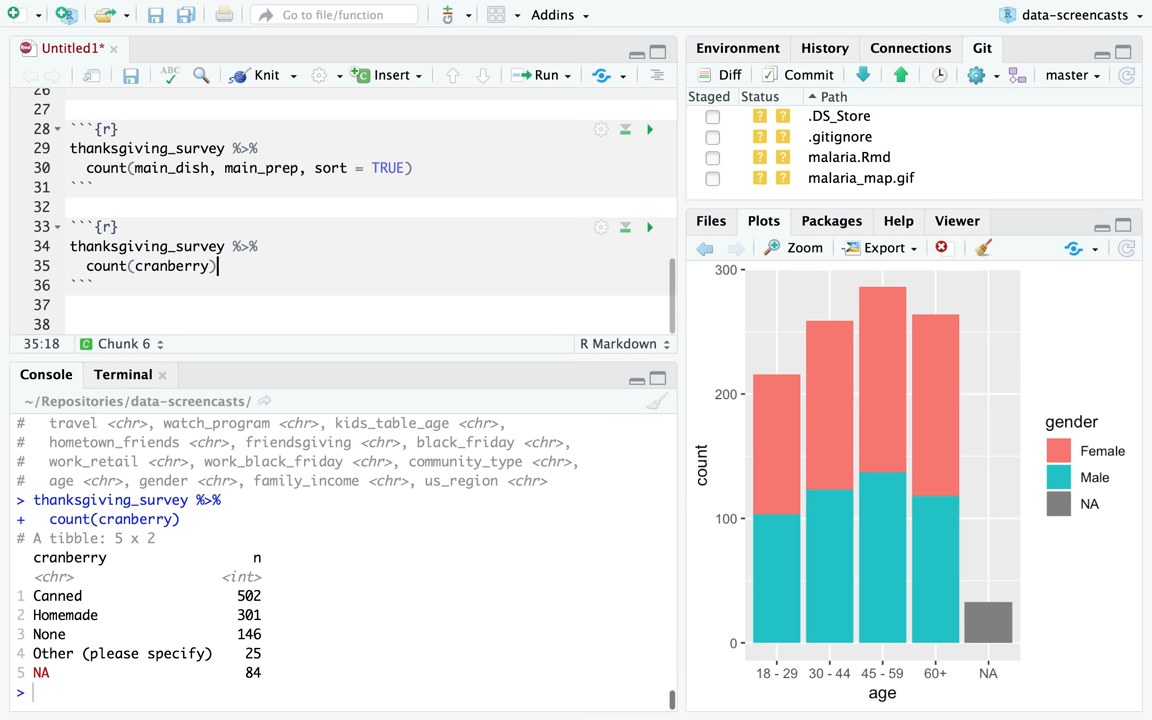 Go to file/function
Addins
data-screencasts
Untitled1*
ABC
Knit
Insert
Run
27
28 ```{r}
29 thanksgiving_survey %>%
30 count(main_dish, main_prep, sort = TRUE)
31 ```
32
33 ```{r}
34 thanksgiving_survey %>%
35 count(cranberry)
36 ```
37
38
35:18 C Chunk 6 R Markdown
Console Terminal
~/Repositories/data-screencasts/
# travel <chr>, watch_program <chr>, kids_table_age <chr>,
# hometown_friends <chr>, friendsgiving <chr>, black_friday <chr>,
# work_retail <chr>, work_black_friday <chr>, community_type <chr>,
# age <chr>, gender <chr>, family_income <chr>, us_region <chr>
> thanksgiving_survey %>%
+ count(cranberry)
# A tibble: 5 x 2
cranberry n
<chr> <int>
1 Canned 502
2 Homemade 301
3 None 146
4 Other (please specify) 25
5 NA 84
>
Environment History Connections Git
Diff Commit master
Staged Status Path
? ? .DS_Store
? ? .gitignore
? ? malaria.Rmd
? ? malaria_map.gif
Files Plots Packages Help Viewer
Zoom Export
300
200
100
0
count
18 - 29 30 - 44 45 - 59 60+ NA
age
gender
Female
Male
NA